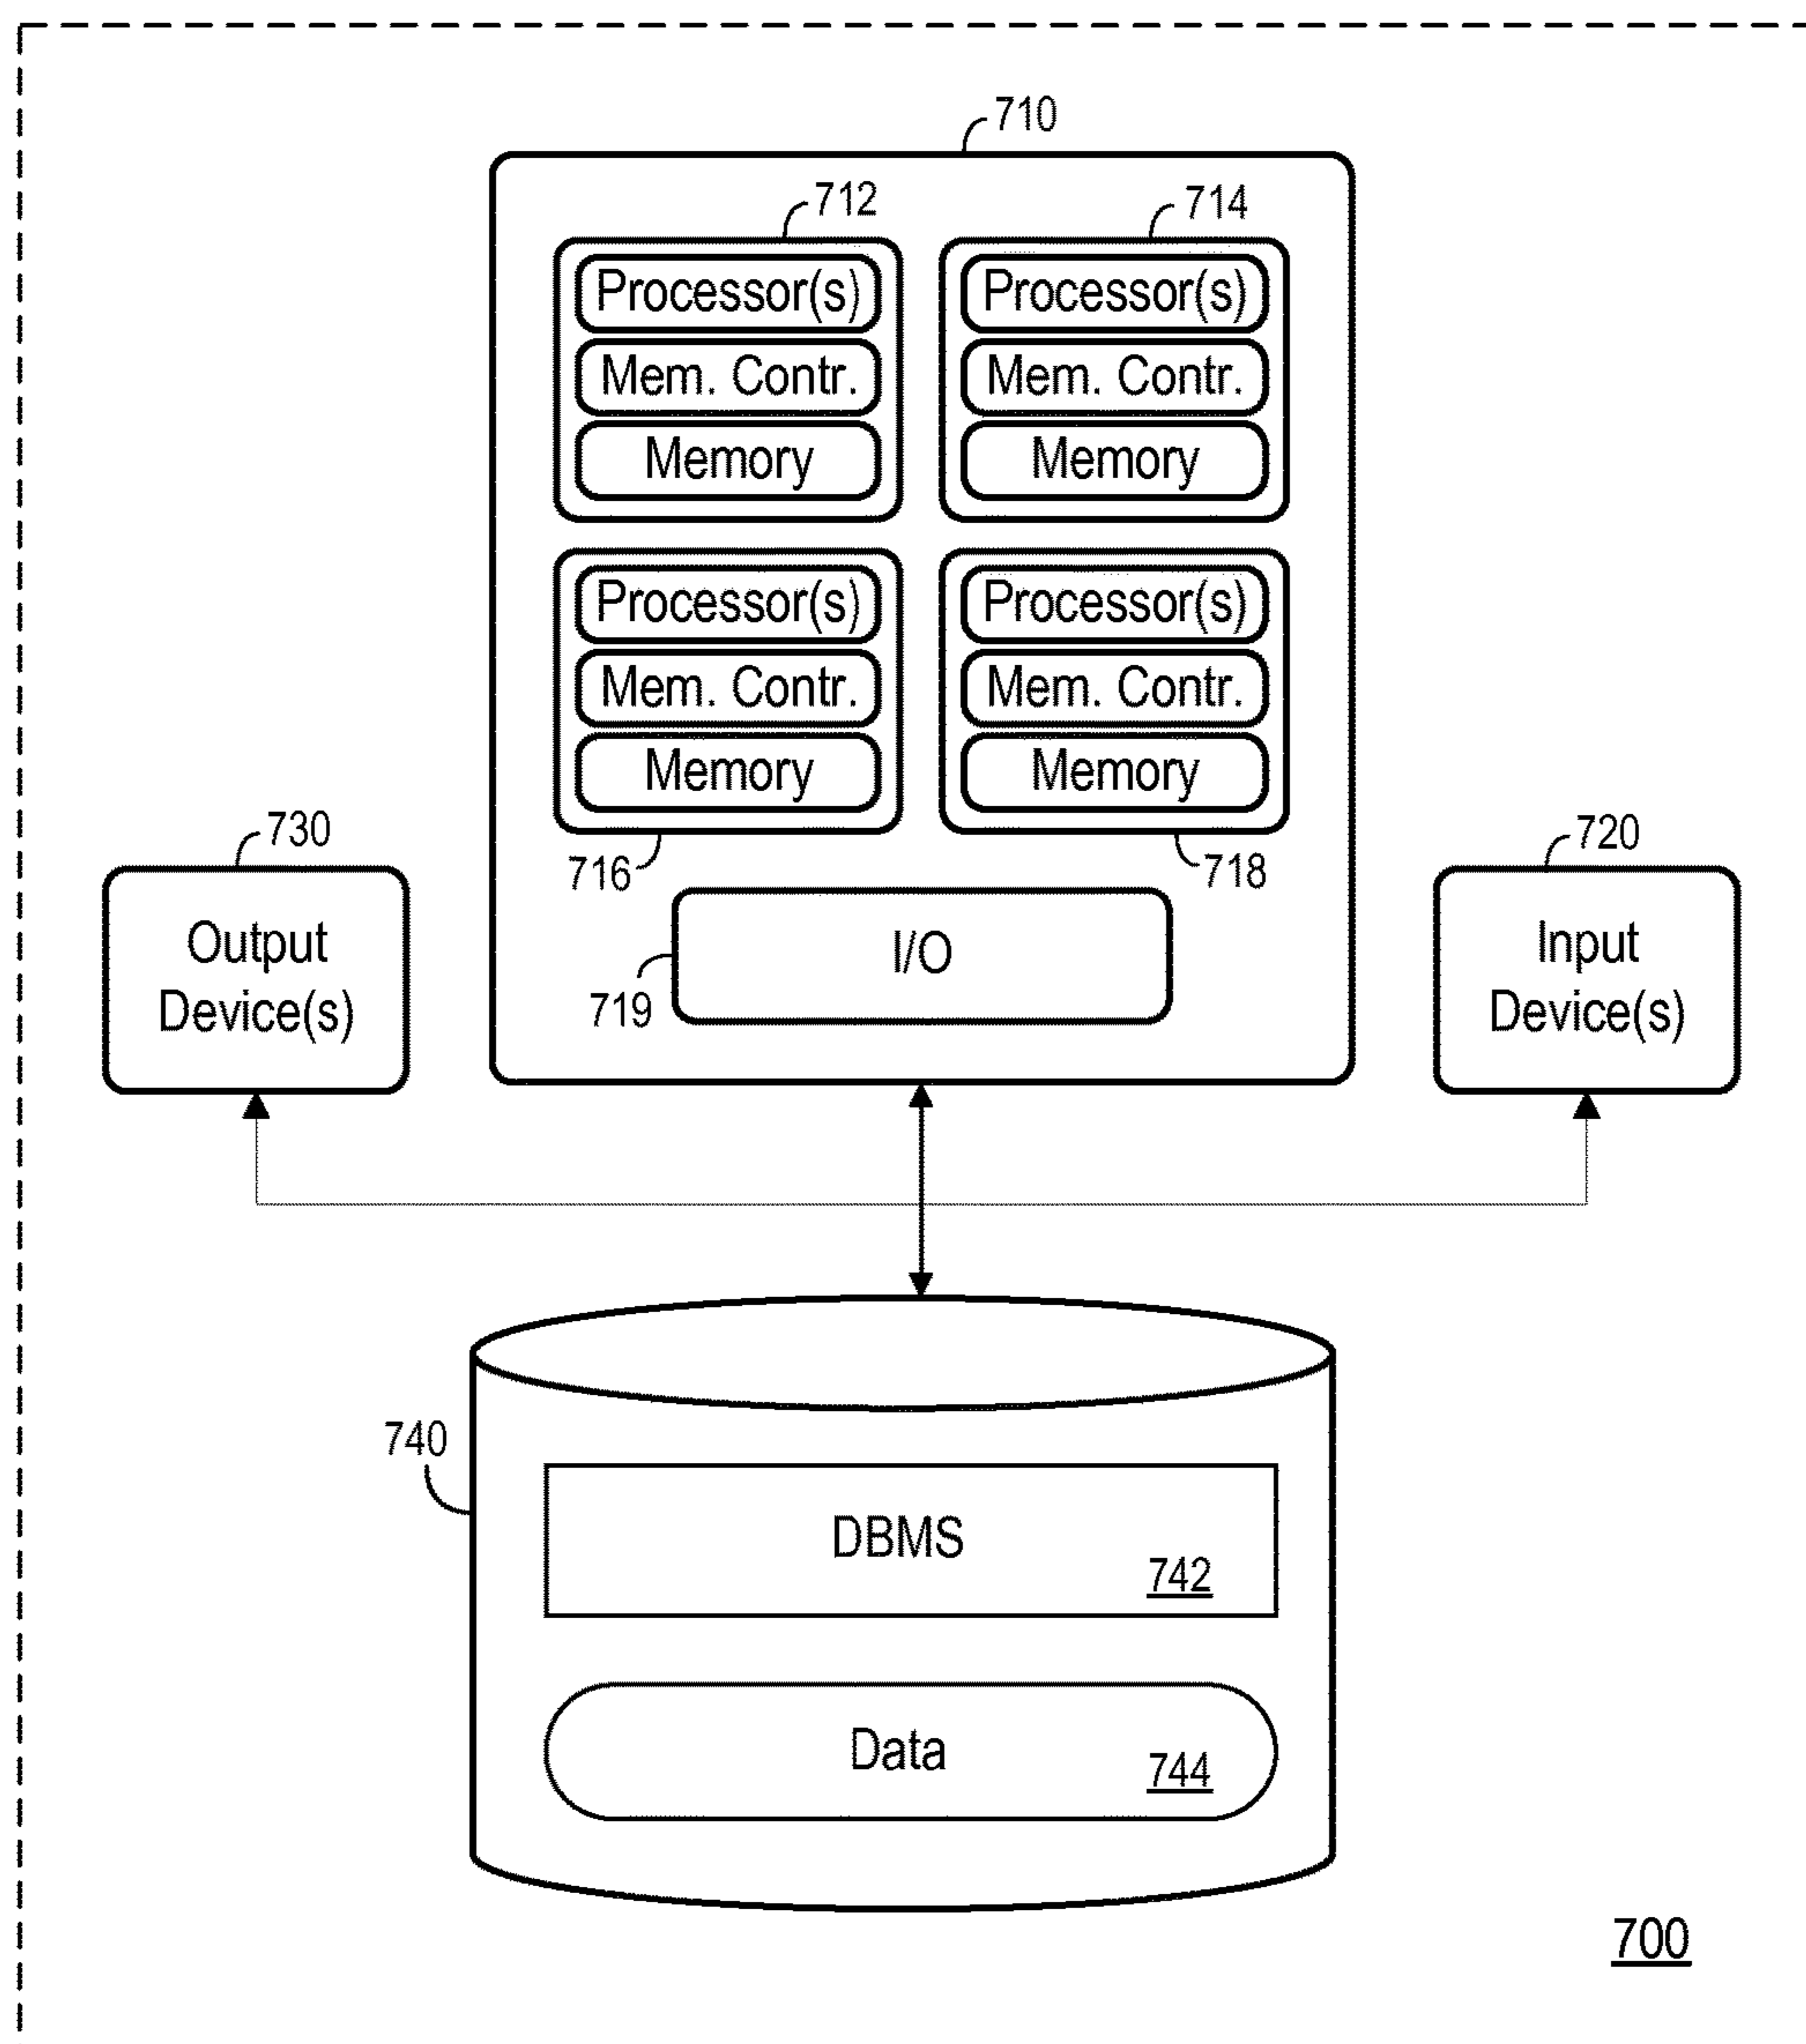 710
712
714
Processor(s)
Mem. Contr.
Memory
Processor(s)
Mem. Contr.
Memory
Processor(s)
Mem. Contr.
Memory
Processor(s)
Mem. Contr.
Memory
716
718
730
Output
Device(s)
I/O
719
720
Input
Device(s)
740
DBMS
742
Data
744
700